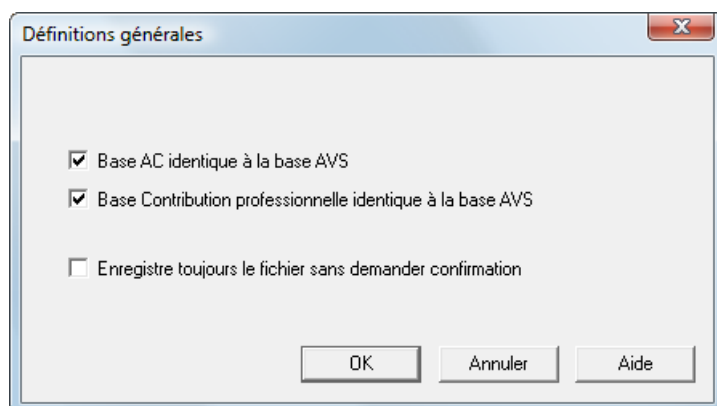 Définitions générales
Base AC identique à la base AVS
Base Contribution professionnelle identique à la base AVS
Enregistre toujours le fichier sans demander confirmation
OK Annuler Aide